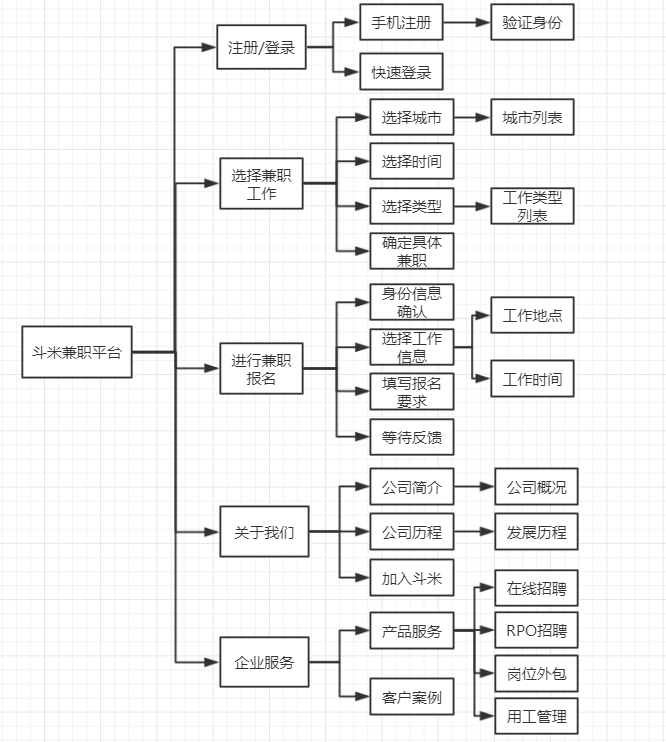 手机注册
验证身份
注册/登录
快速登录
选择城市
城市列表
选择时间
选择兼职
工作
选择类型
工作类型
列表
确定具体
兼职
身份信息
确认
工作地点
斗米兼职平台
选择工作
信息
进行兼职
报名
工作时间
填写报名
要求
等待反馈
公司简介
公司概况
关于我们
公司历程
发展历程
加入斗米
在线招聘
产品服务
RPO招聘
企业服务
岗位外包
客户案例
用工管理